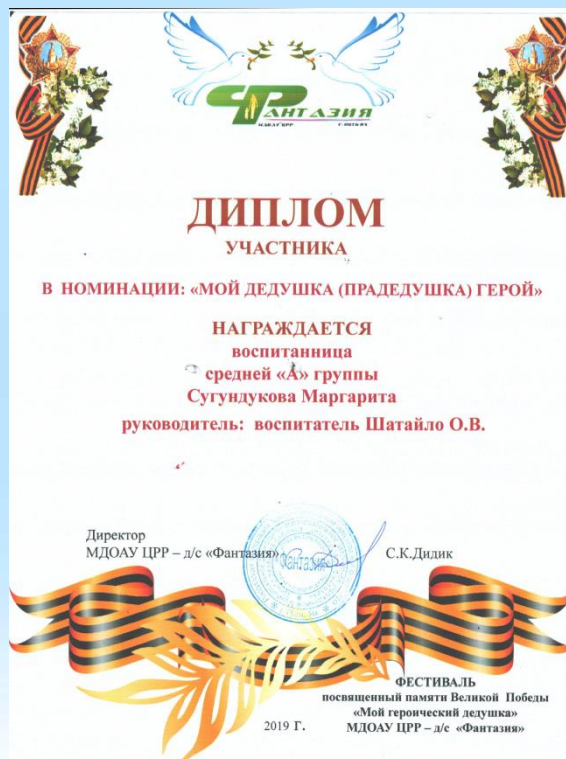 Фантазия
ДИПЛОМ
УЧАСТНИКА
В НОМИНАЦИИ: «МОЙ ДЕДУШКА (ПРАДЕДУШКА) ГЕРОЙ»
НАГРАЖДАЕТСЯ
воспитанница
средней «А» группы
Сугундукова Маргарита
руководитель: воспитатель Шатайло О.В.
Директор
МДОАУ ЦРР – д/с «Фантазия»
Фантазия
С.К.Дидик
ФЕСТИВАЛЬ
посвященный памяти Великой Победы
«Мой героический дедушка»
2019 Г. МДОАУ ЦРР – д/с «Фантазия»